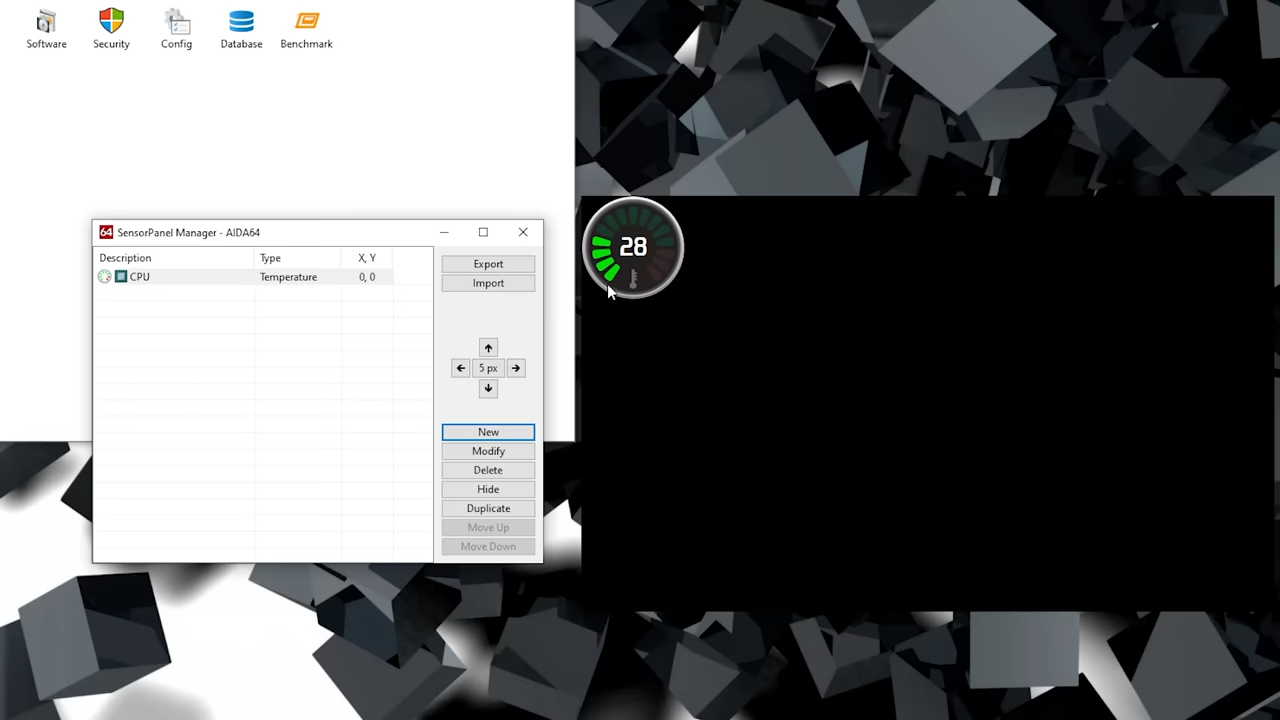 Software Security Config Database Benchmark
64 SensorPanel Manager - AIDA64
Description Type X, Y
CPU Temperature 0, 0
Export
Import
5 px
New
Modify
Delete
Hide
Duplicate
Move Up
Move Down
28